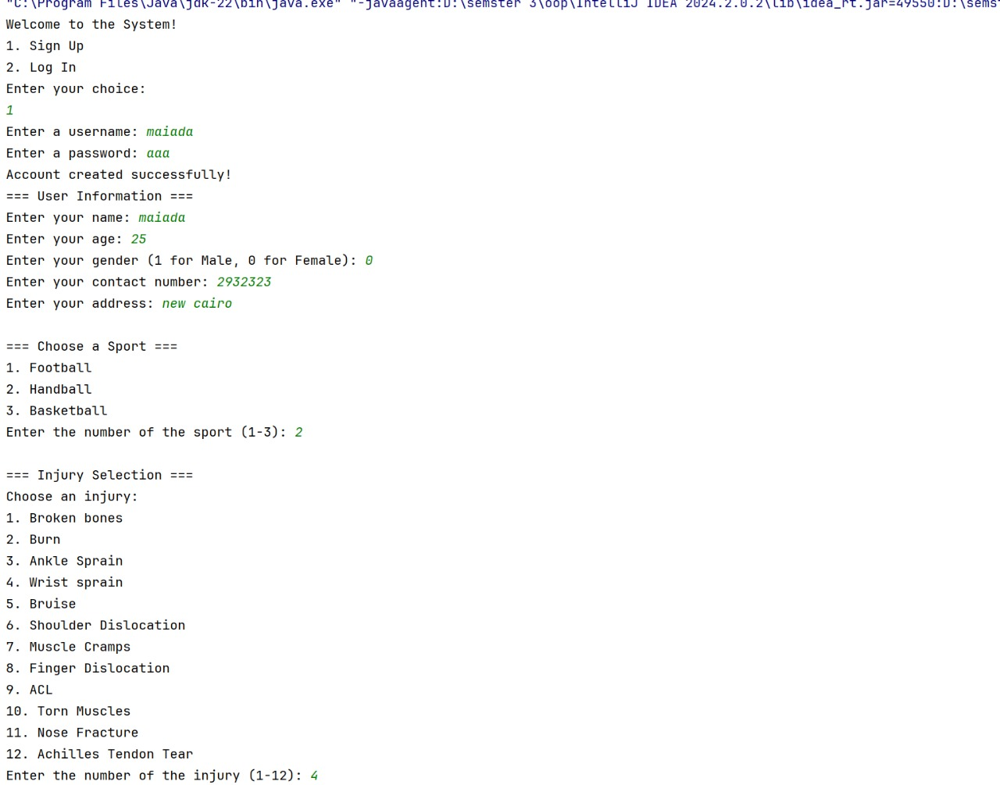 "C:\Program Files\Java\jdk-22\bin\java.exe" "-javaagent:D:\semster 3\oop\IntelliJ IDEA 2024.2.0.2\lib\idea_rt.jar=49550:D:\sems
Welcome to the System!
1. Sign Up
2. Log In
Enter your choice:
1
Enter a username: maiada
Enter a password: aaa
Account created successfully!
=== User Information ===
Enter your name: maiada
Enter your age: 25
Enter your gender (1 for Male, 0 for Female): 0
Enter your contact number: 2932323
Enter your address: new cairo
=== Choose a Sport ===
1. Football
2. Handball
3. Basketball
Enter the number of the sport (1-3): 2
=== Injury Selection ===
Choose an injury:
1. Broken bones
2. Burn
3. Ankle Sprain
4. Wrist sprain
5. Bruise
6. Shoulder Dislocation
7. Muscle Cramps
8. Finger Dislocation
9. ACL
10. Torn Muscles
11. Nose Fracture
12. Achilles Tendon Tear
Enter the number of the injury (1-12): 4